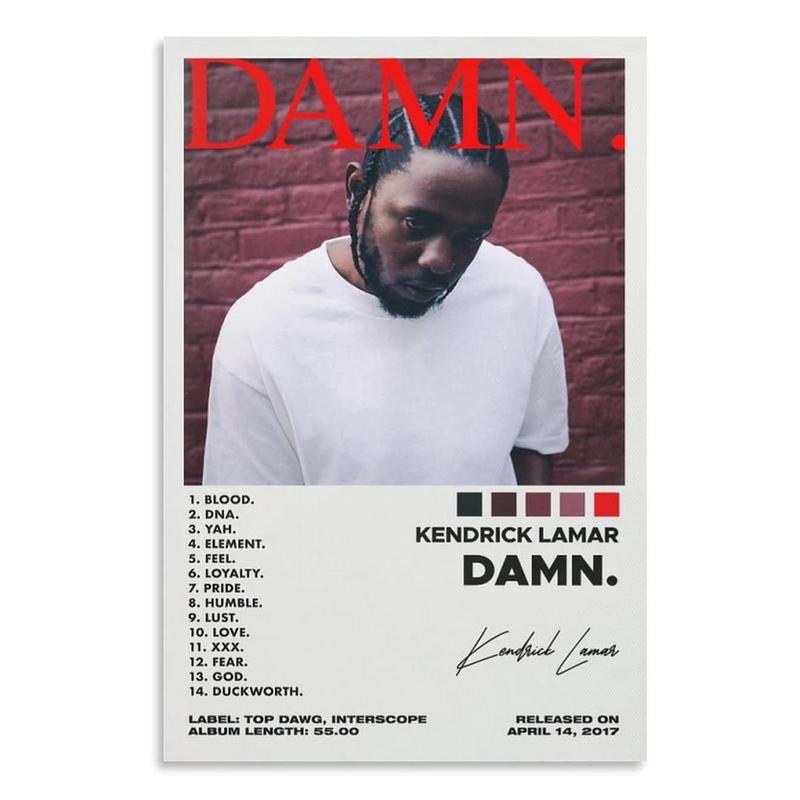 DAMN.
1. BLOOD.
2. DNA.
3. YAH.
4. ELEMENT.
5. FEEL.
6. LOYALTY.
7. PRIDE.
8. HUMBLE.
9. LUST.
10. LOVE.
11. XXX.
12. FEAR.
13. GOD.
14. DUCKWORTH.
KENDRICK LAMAR
DAMN.
Kendrick Lamar
LABEL: TOP DAWG, INTERSCOPE
ALBUM LENGTH: 55.00
RELEASED ON
APRIL 14, 2017